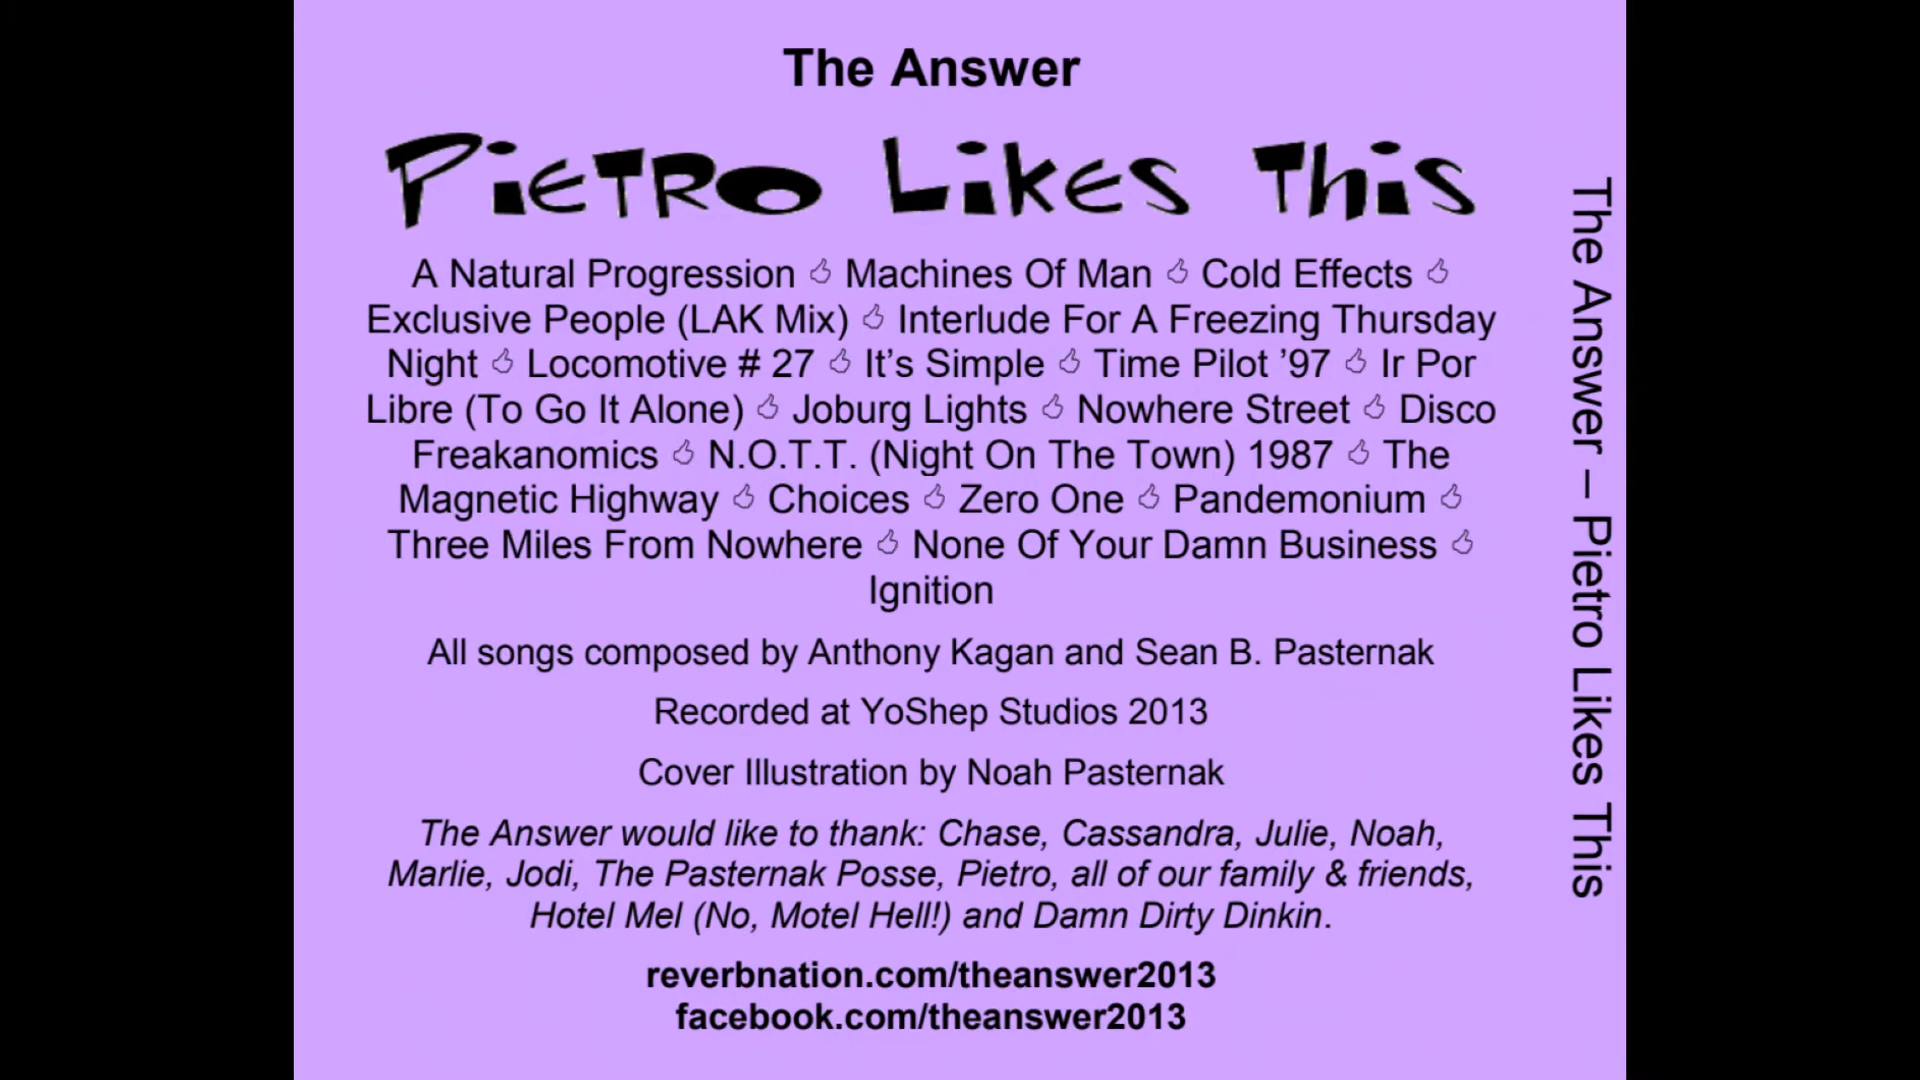 The Answer
Pietro Likes This
A Natural Progression 👍 Machines Of Man 👍 Cold Effects 👍
Exclusive People (LAK Mix) 👍 Interlude For A Freezing Thursday
Night 👍 Locomotive # 27 👍 It’s Simple 👍 Time Pilot ’97 👍 Ir Por
Libre (To Go It Alone) 👍 Joburg Lights 👍 Nowhere Street 👍 Disco
Freakanomics 👍 N.O.T.T. (Night On The Town) 1987 👍 The
Magnetic Highway 👍 Choices 👍 Zero One 👍 Pandemonium 👍
Three Miles From Nowhere 👍 None Of Your Damn Business 👍
Ignition
All songs composed by Anthony Kagan and Sean B. Pasternak
Recorded at YoShep Studios 2013
Cover Illustration by Noah Pasternak
The Answer would like to thank: Chase, Cassandra, Julie, Noah,
Marlie, Jodi, The Pasternak Posse, Pietro, all of our family & friends,
Hotel Mel (No, Motel Hell!) and Damn Dirty Dinkin.
reverbnation.com/theanswer2013
facebook.com/theanswer2013
The Answer – Pietro Likes This